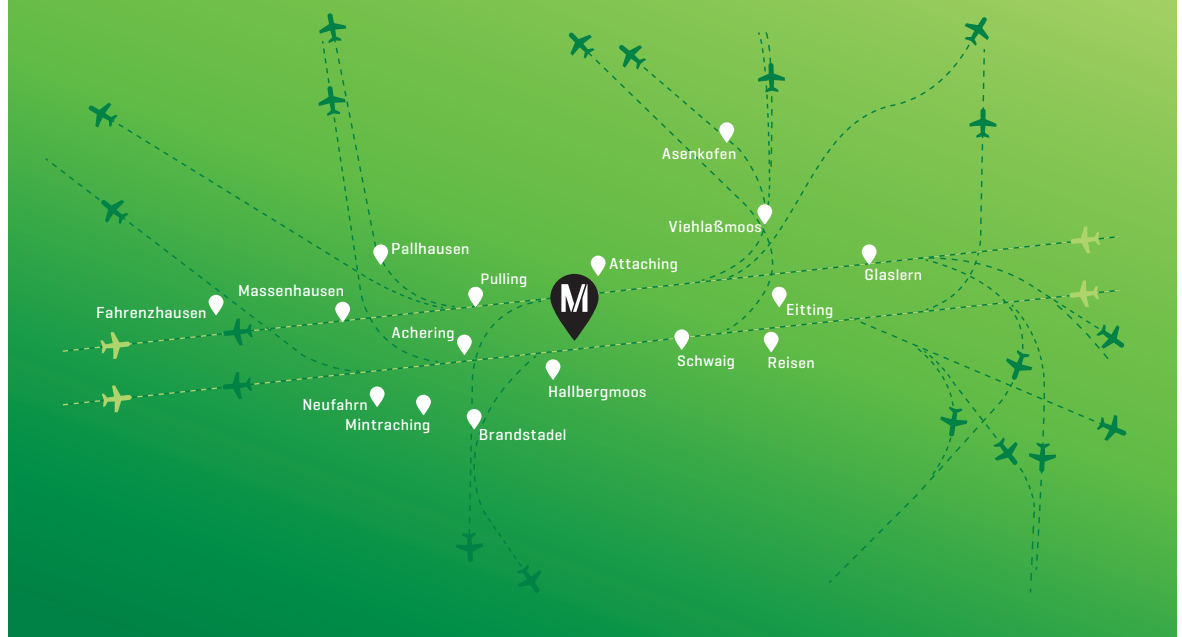 Asenkofen
Viehlaßmoos
Pallhausen
Attaching
Glaslern
Pulling
Massenhausen
Fahrenzhausen
M
Eitting
Achering
Schwaig
Reisen
Hallbergmoos
Neufahrn
Mintraching
Brandstadel